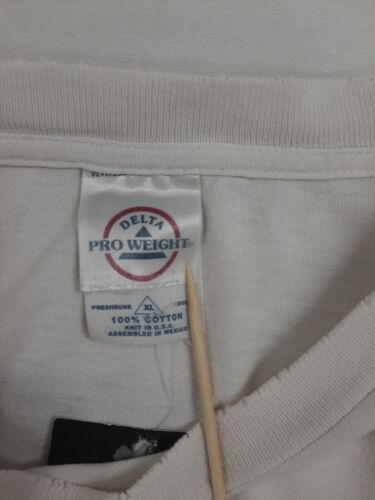 DELTA
PRO WEIGHT
PRESHRUNK XL
100% COTTON
KNIT IN U.S.A.
ASSEMBLED IN MEXICO